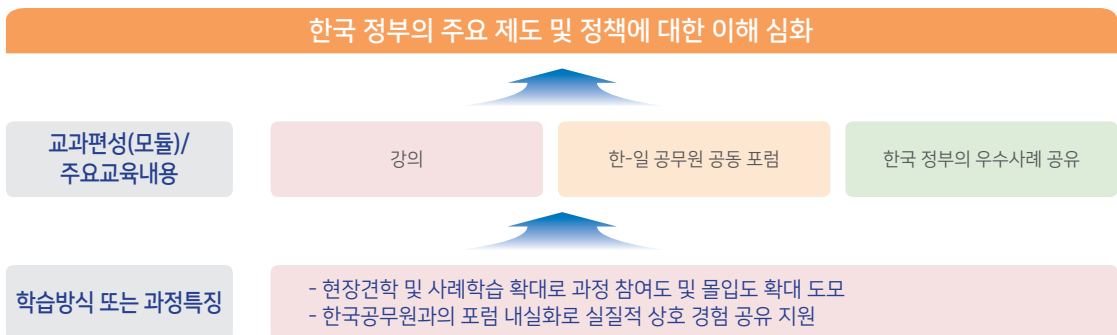 한국 정부의 주요 제도 및 정책에 대한 이해 심화
교과편성(모듈)/
주요교육내용
강의
한-일 공무원 공동 포럼
한국 정부의 우수사례 공유
학습방식 또는 과정특징
- 현장견학 및 사례학습 확대로 과정 참여도 및 몰입도 확대 도모
- 한국공무원과의 포럼 내실화로 실질적 상호 경험 공유 지원